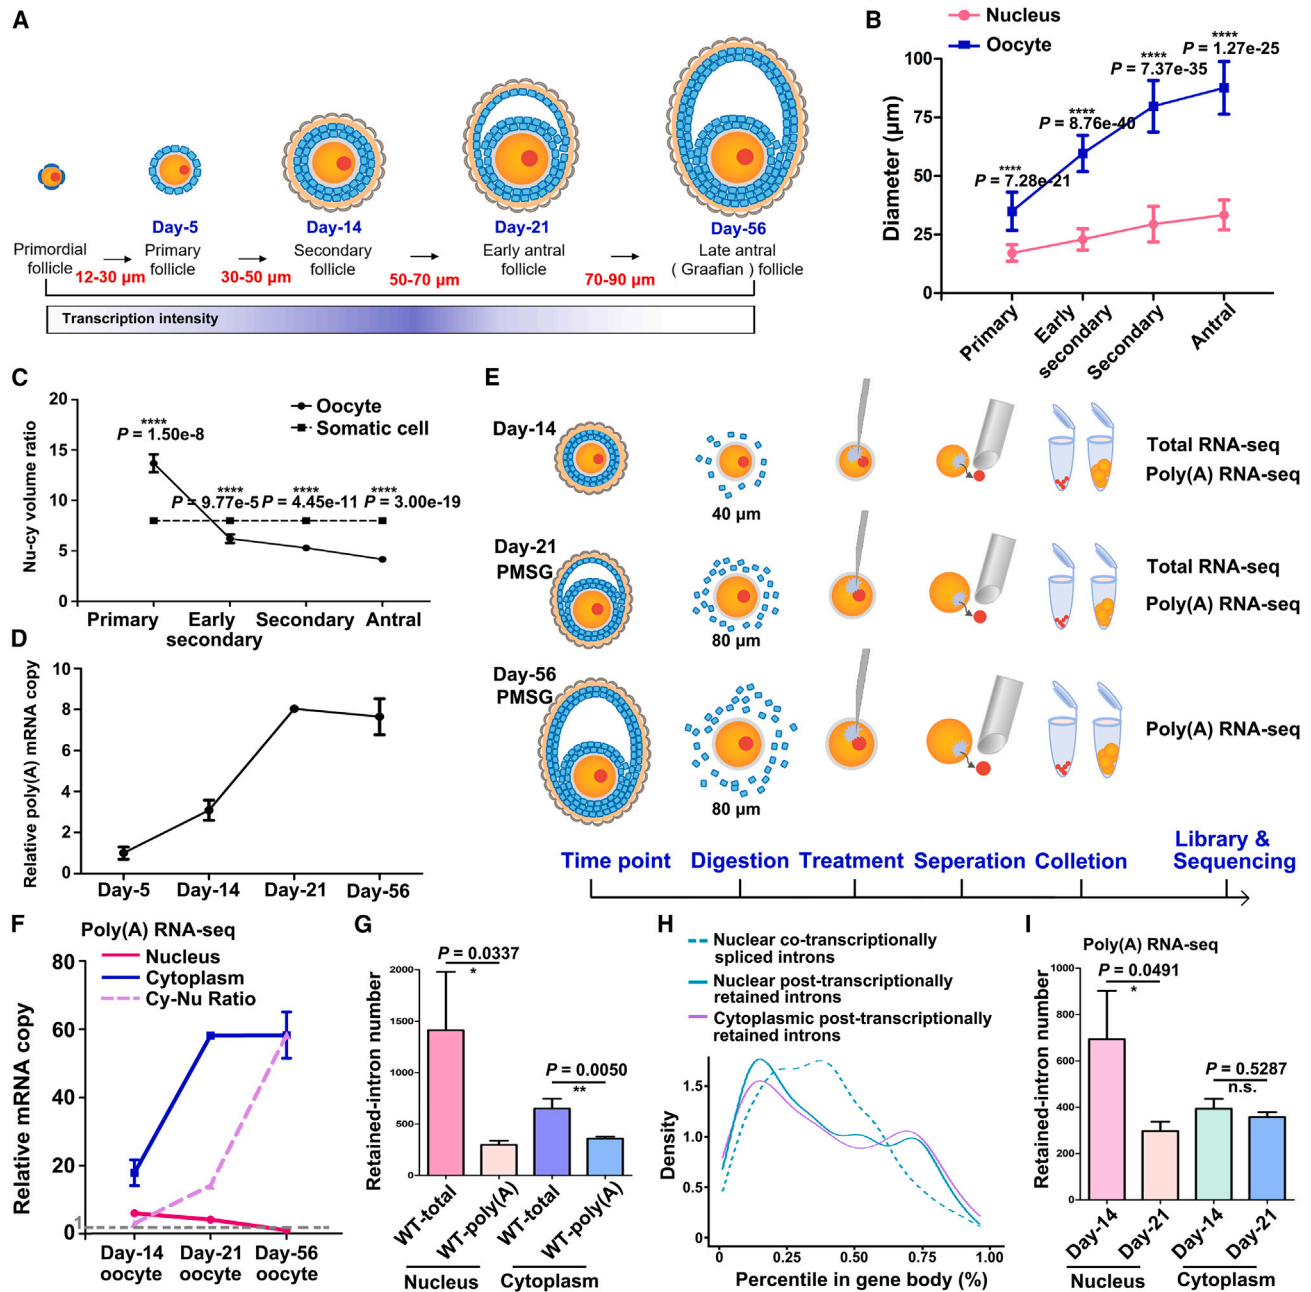 A
Day-5
Day-14
Day-21
Day-56
Primordial
follicle
Primary
follicle
Secondary
follicle
Early antral
follicle
Late antral
( Graafian ) follicle
12-30 µm
30-50 µm
50-70 µm
70-90 µm
Transcription intensity
B
Nucleus
Oocyte
****
P = 1.27e-25
****
P = 7.37e-35
****
P = 8.76e-40
****
P = 7.28e-21
Diameter (µm)
100
75
50
25
0
Primary
Early
secondary
Secondary
Antral
C
Oocyte
Somatic cell
****
P = 1.50e-8
****
P = 9.77e-5
****
P = 4.45e-11
****
P = 3.00e-19
Nu-cy volume ratio
20
15
10
5
0
Primary
Early
secondary
Secondary
Antral
D
Relative poly(A) mRNA copy
10
8
6
4
2
0
Day-5
Day-14
Day-21
Day-56
E
Day-14
40 µm
Total RNA-seq
Poly(A) RNA-seq
Day-21
PMSG
80 µm
Total RNA-seq
Poly(A) RNA-seq
Day-56
PMSG
80 µm
Poly(A) RNA-seq
Time point
Digestion
Treatment
Seperation
Colletion
Library &
Sequencing
F
Poly(A) RNA-seq
Nucleus
Cytoplasm
Cy-Nu Ratio
Relative mRNA copy
80
60
40
20
1
0
Day-14
oocyte
Day-21
oocyte
Day-56
oocyte
G
P = 0.0337
*
P = 0.0050
**
Retained-intron number
2000
1500
1000
500
0
WT-total
WT-poly(A)
WT-total
WT-poly(A)
Nucleus
Cytoplasm
H
Nuclear co-transcriptionally
spliced introns
Nuclear post-transcriptionally
retained introns
Cytoplasmic post-transcriptionally
retained introns
Density
1.5
1.0
0.5
0
0
0.25
0.50
0.75
1.00
Percentile in gene body (%)
I
Poly(A) RNA-seq
P = 0.0491
*
P = 0.5287
n.s.
Retained-intron number
1000
800
600
400
200
0
Day-14
Day-21
Day-14
Day-21
Nucleus
Cytoplasm